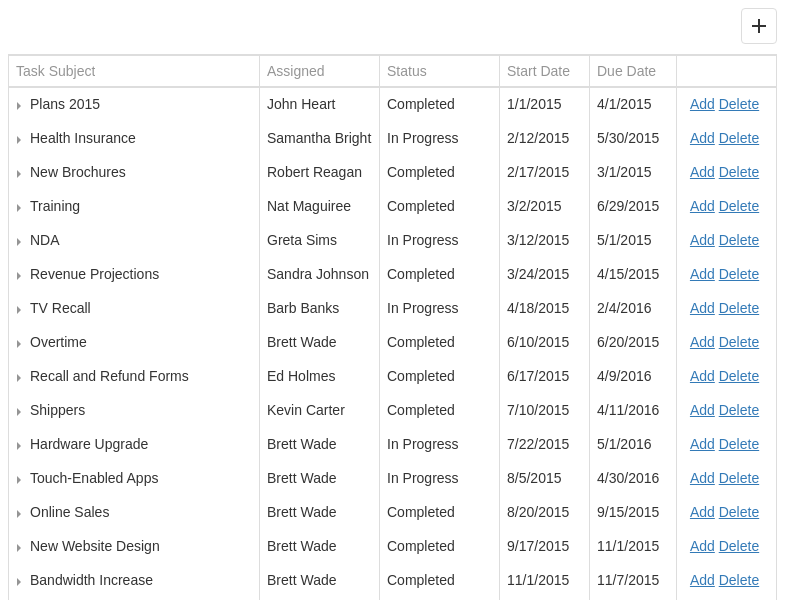 Task Subject Assigned Status Start Date Due Date
Plans 2015 John Heart Completed 1/1/2015 4/1/2015 Add Delete
Health Insurance Samantha Bright In Progress 2/12/2015 5/30/2015 Add Delete
New Brochures Robert Reagan Completed 2/17/2015 3/1/2015 Add Delete
Training Nat Maguiree Completed 3/2/2015 6/29/2015 Add Delete
NDA Greta Sims In Progress 3/12/2015 5/1/2015 Add Delete
Revenue Projections Sandra Johnson Completed 3/24/2015 4/15/2015 Add Delete
TV Recall Barb Banks In Progress 4/18/2015 2/4/2016 Add Delete
Overtime Brett Wade Completed 6/10/2015 6/20/2015 Add Delete
Recall and Refund Forms Ed Holmes Completed 6/17/2015 4/9/2016 Add Delete
Shippers Kevin Carter Completed 7/10/2015 4/11/2016 Add Delete
Hardware Upgrade Brett Wade In Progress 7/22/2015 5/1/2016 Add Delete
Touch-Enabled Apps Brett Wade In Progress 8/5/2015 4/30/2016 Add Delete
Online Sales Brett Wade Completed 8/20/2015 9/15/2015 Add Delete
New Website Design Brett Wade Completed 9/17/2015 11/1/2015 Add Delete
Bandwidth Increase Brett Wade Completed 11/1/2015 11/7/2015 Add Delete